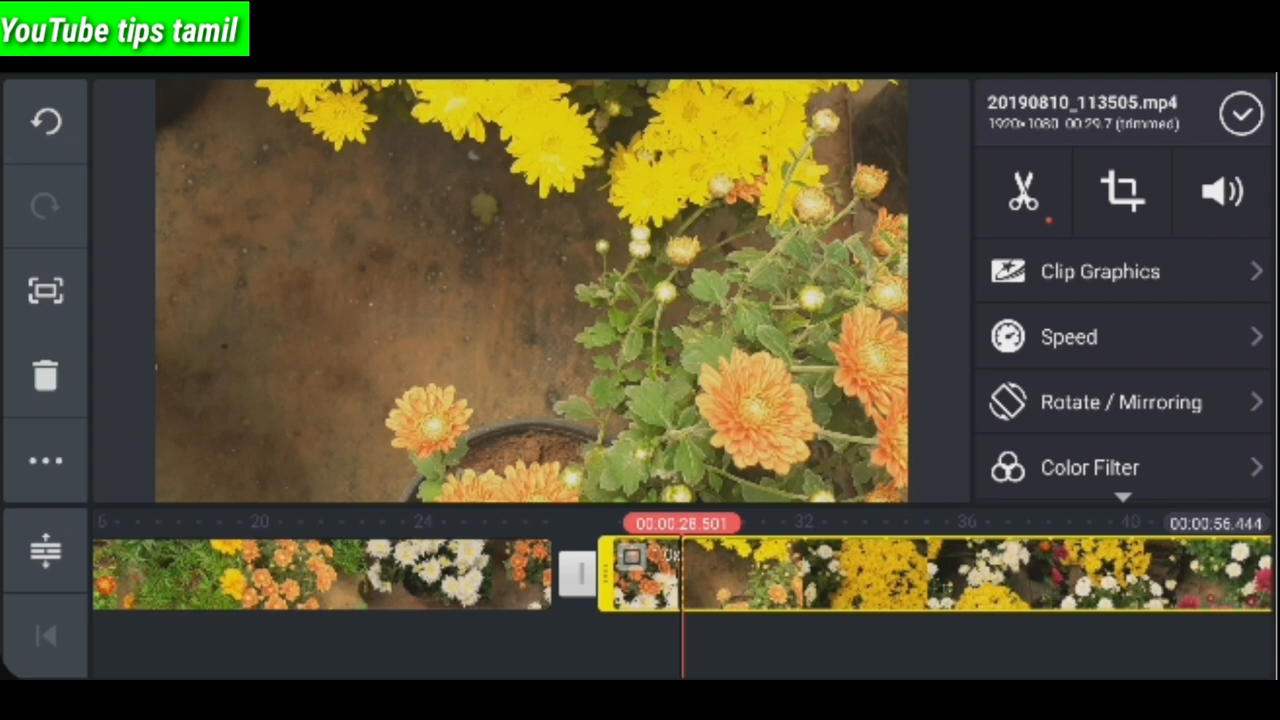 YouTube tips tamil
20190810_113505.mp4
1920×1080 00:29.7 (trimmed)
Clip Graphics
Speed
Rotate / Mirroring
Color Filter
6 20 24 00:00:28.501 32 36 40 00:00:56.444